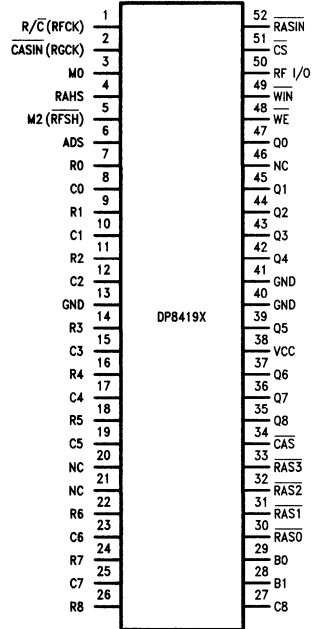 R/C (RFCK) 1 52 RASIN
CASIN (RGCK) 2 51 CS
M0 3 50 RF I/O
RAHS 4 49 WIN
M2 (RFSH) 5 48 WE
ADS 6 47 Q0
R0 7 46 NC
C0 8 45 Q1
R1 9 44 Q2
C1 10 43 Q3
R2 11 42 Q4
C2 12 41 GND
GND 13 40 GND
R3 14 DP8419X 39 Q5
C3 15 38 VCC
R4 16 37 Q6
C4 17 36 Q7
R5 18 35 Q8
C5 19 34 CAS
NC 20 33 RAS3
NC 21 32 RAS2
R6 22 31 RAS1
C6 23 30 RAS0
R7 24 29 B0
C7 25 28 B1
R8 26 27 C8